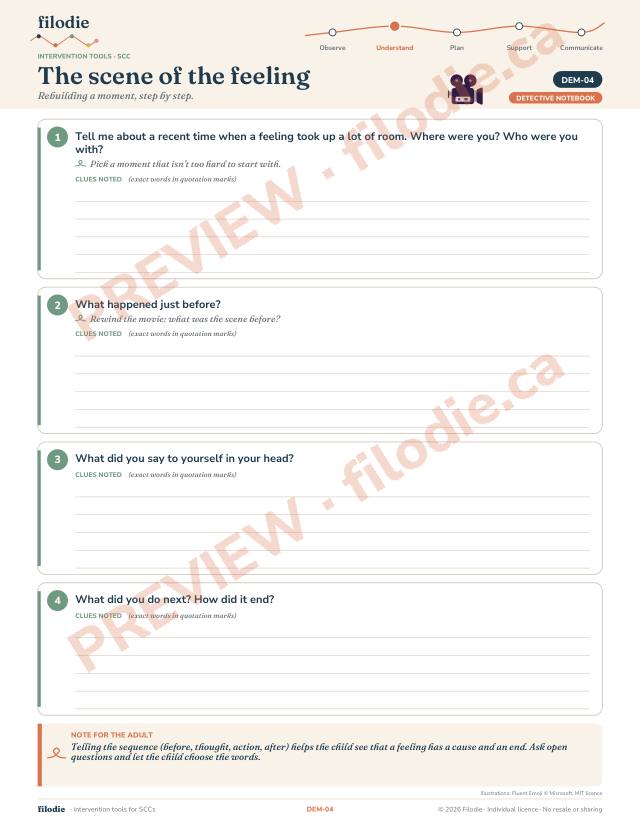 filodie
INTERVENTION TOOLS · SCC
Observe Understand Plan Support Communicate
The scene of the feeling
Rebuilding a moment, step by step.
DEM-04
DETECTIVE NOTEBOOK
1 Tell me about a recent time when a feeling took up a lot of room. Where were you? Who were you
with?
Pick a moment that isn't too hard to start with.
CLUES NOTED (exact words in quotation marks)
2 What happened just before?
Rewind the movie: what was the scene before?
CLUES NOTED (exact words in quotation marks)
3 What did you say to yourself in your head?
CLUES NOTED (exact words in quotation marks)
4 What did you do next? How did it end?
CLUES NOTED (exact words in quotation marks)
PREVIEW · filodie.ca
PREVIEW · filodie.ca
NOTE FOR THE ADULT
Telling the sequence (before, thought, action, after) helps the child see that a feeling has a cause and an end. Ask open
questions and let the child choose the words.
Illustrations: Fluent Emoji © Microsoft, MIT licence
filodie · intervention tools for SCCs DEM-04 © 2026 Filodie · Individual licence · No resale or sharing